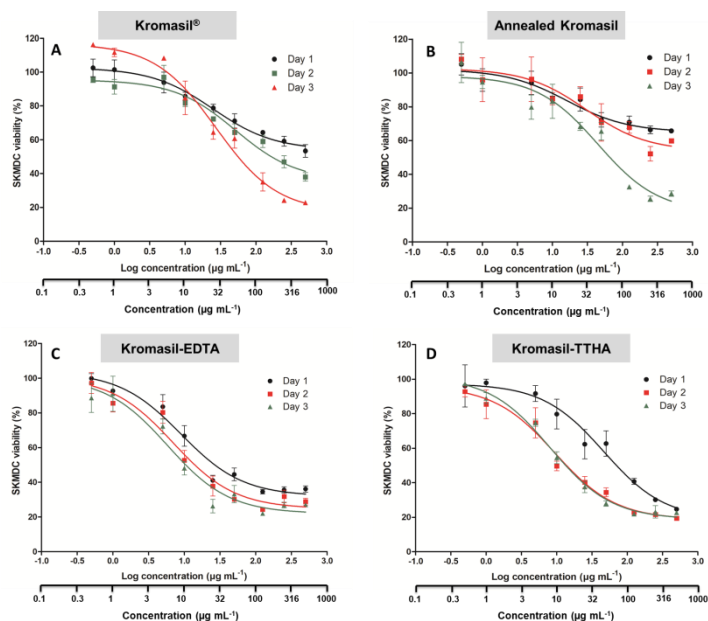 Kromasil®
A
Day 1
Day 2
Day 3
SKMDC viability (%)
120
100
80
60
40
20
0
-1.0 -0.5 0.0 0.5 1.0 1.5 2.0 2.5 3.0
Log concentration (µg mL⁻¹)
0.1 0.3 1 3 10 32 100 316 1000
Concentration (µg mL⁻¹)
Annealed Kromasil
B
Day 1
Day 2
Day 3
SKMDC viability (%)
120
100
80
60
40
20
0
-1.0 -0.5 0.0 0.5 1.0 1.5 2.0 2.5 3.0
Log concentration (µg mL⁻¹)
0.1 0.3 1 32 10 32 100 316 1000
Concentration (µg mL⁻¹)
Kromasil-EDTA
C
Day 1
Day 2
Day 3
SKMDC viability (%)
120
100
80
60
40
20
0
-1.0 -0.5 0.0 0.5 1.0 1.5 2.0 2.5 3.0
Log concentration (µg mL⁻¹)
0.1 0.3 1 3 10 32 100 316 1000
Concentration (µg mL⁻¹)
Kromasil-TTHA
D
Day 1
Day 2
Day 3
SKMDC viability (%)
120
100
80
60
40
20
0
-1.0 -0.5 0.0 0.5 1.0 1.5 2.0 2.5 3.0
Log concentration (µg mL⁻¹)
0.1 0.3 1 3 10 32 100 316 1000
Concentration (µg mL⁻¹)